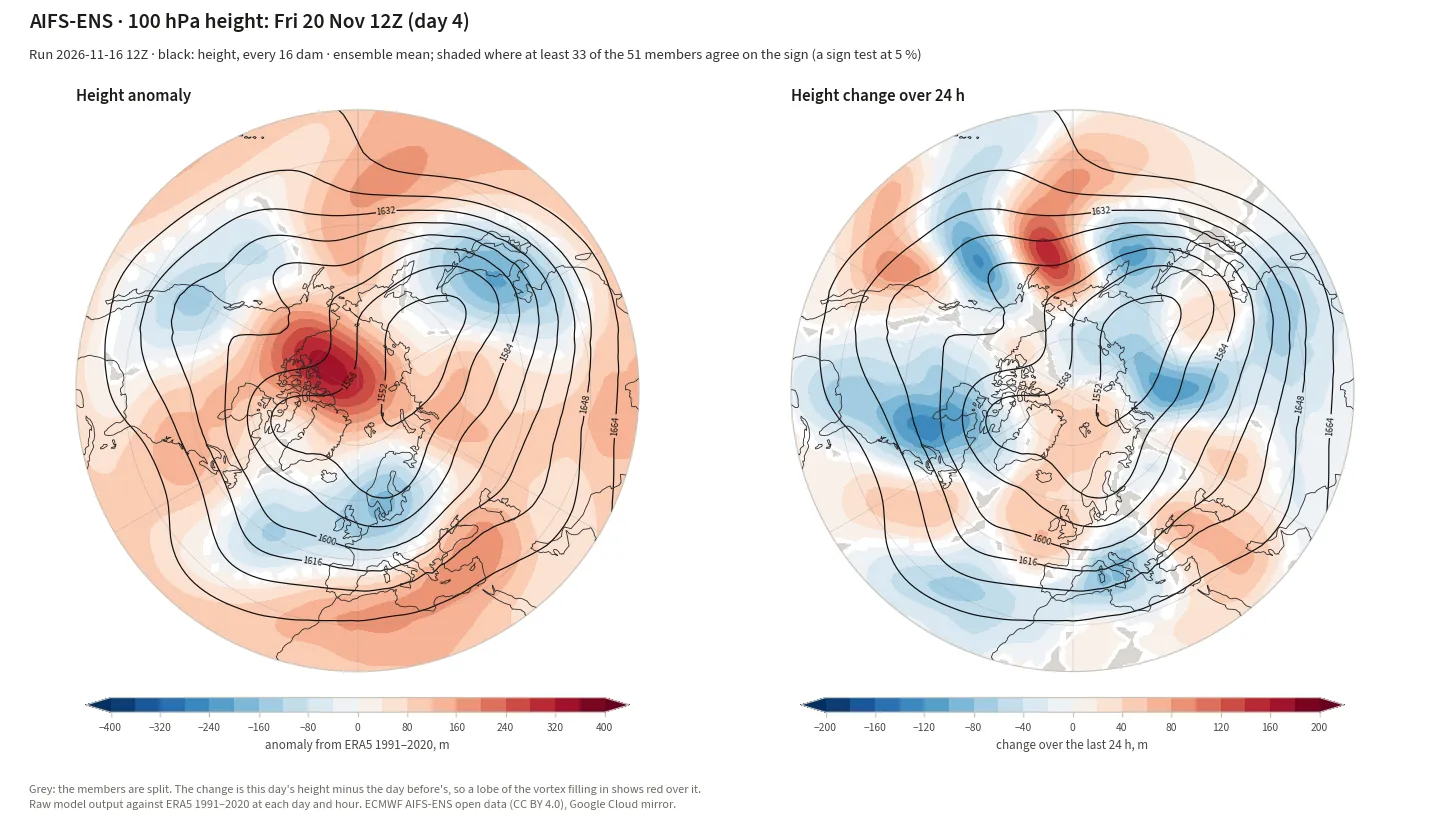 AIFS-ENS · 100 hPa height: Fri 20 Nov 12Z (day 4)
Run 2026-11-16 12Z · black: height, every 16 dam · ensemble mean; shaded where at least 33 of the 51 members agree on the sign (a sign test at 5 %)
Height anomaly
Height change over 24 h
1632
1584
1568
1552
1648
1664
1600
1616
1632
1584
1568
1552
1648
1664
1600
1616
−400 −320 −240 −160 −80 0 80 160 240 320 400
anomaly from ERA5 1991–2020, m
−200 −160 −120 −80 −40 0 40 80 120 160 200
change over the last 24 h, m
Grey: the members are split. The change is this day's height minus the day before's, so a lobe of the vortex filling in shows red over it.
Raw model output against ERA5 1991–2020 at each day and hour. ECMWF AIFS-ENS open data (CC BY 4.0), Google Cloud mirror.